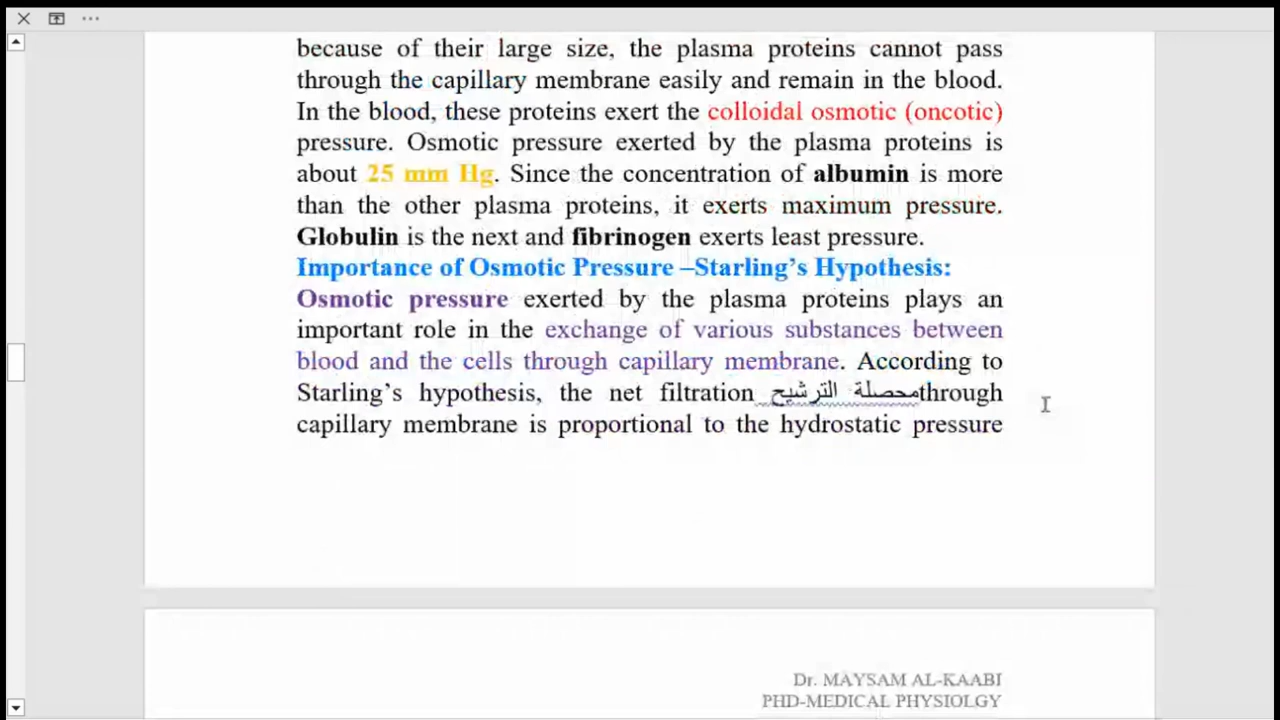 because of their large size, the plasma proteins cannot pass
through the capillary membrane easily and remain in the blood.
In the blood, these proteins exert the colloidal osmotic (oncotic)
pressure. Osmotic pressure exerted by the plasma proteins is
about 25 mm Hg. Since the concentration of albumin is more
than the other plasma proteins, it exerts maximum pressure.
Globulin is the next and fibrinogen exerts least pressure.
Importance of Osmotic Pressure –Starling's Hypothesis:
Osmotic pressure exerted by the plasma proteins plays an
important role in the exchange of various substances between
blood and the cells through capillary membrane. According to
Starling's hypothesis, the net filtration محصلة الترشيح through
capillary membrane is proportional to the hydrostatic pressure
Dr. MAYSAM AL-KAABI
PHD-MEDICAL PHYSIOLGY